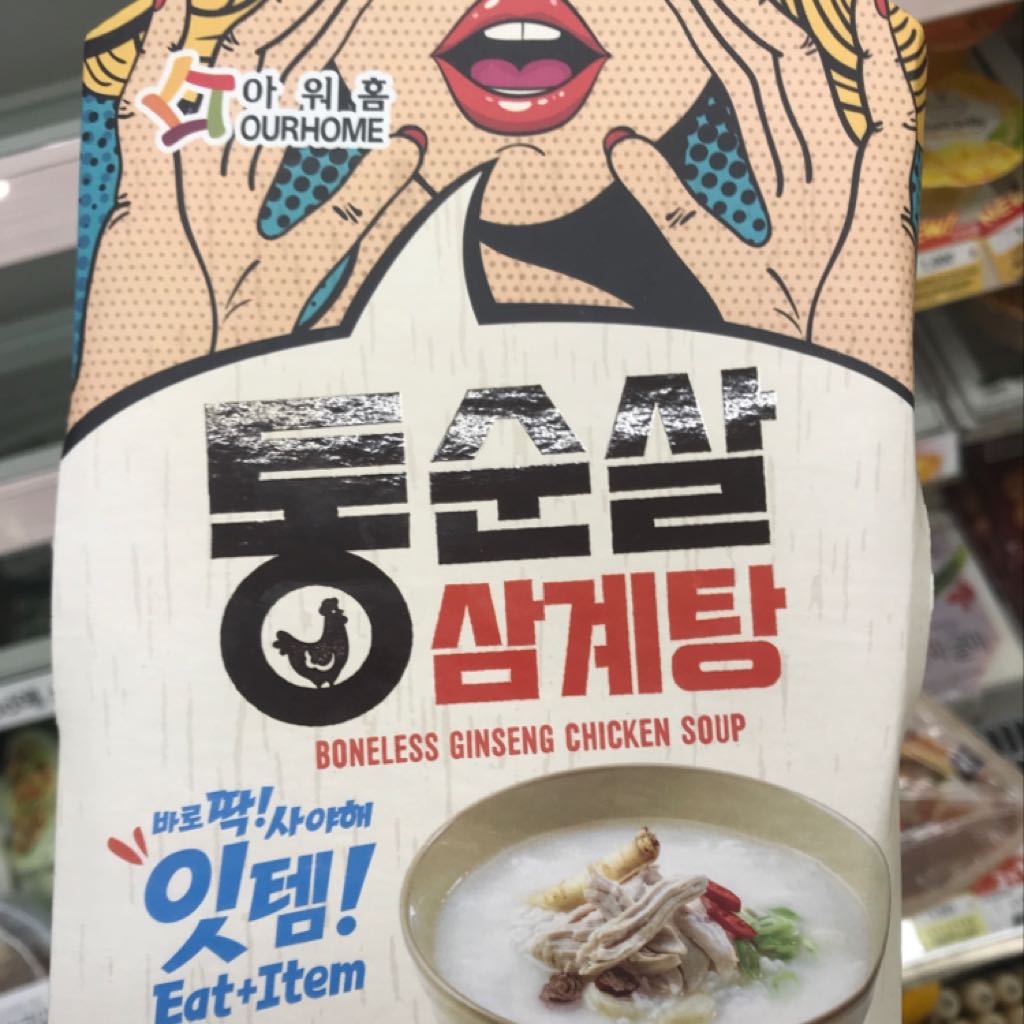 아워홈
OURHOME
통순살
삼계탕
BONELESS GINSENG CHICKEN SOUP
바로 딱! 사야해
잇템!
Eat+Item